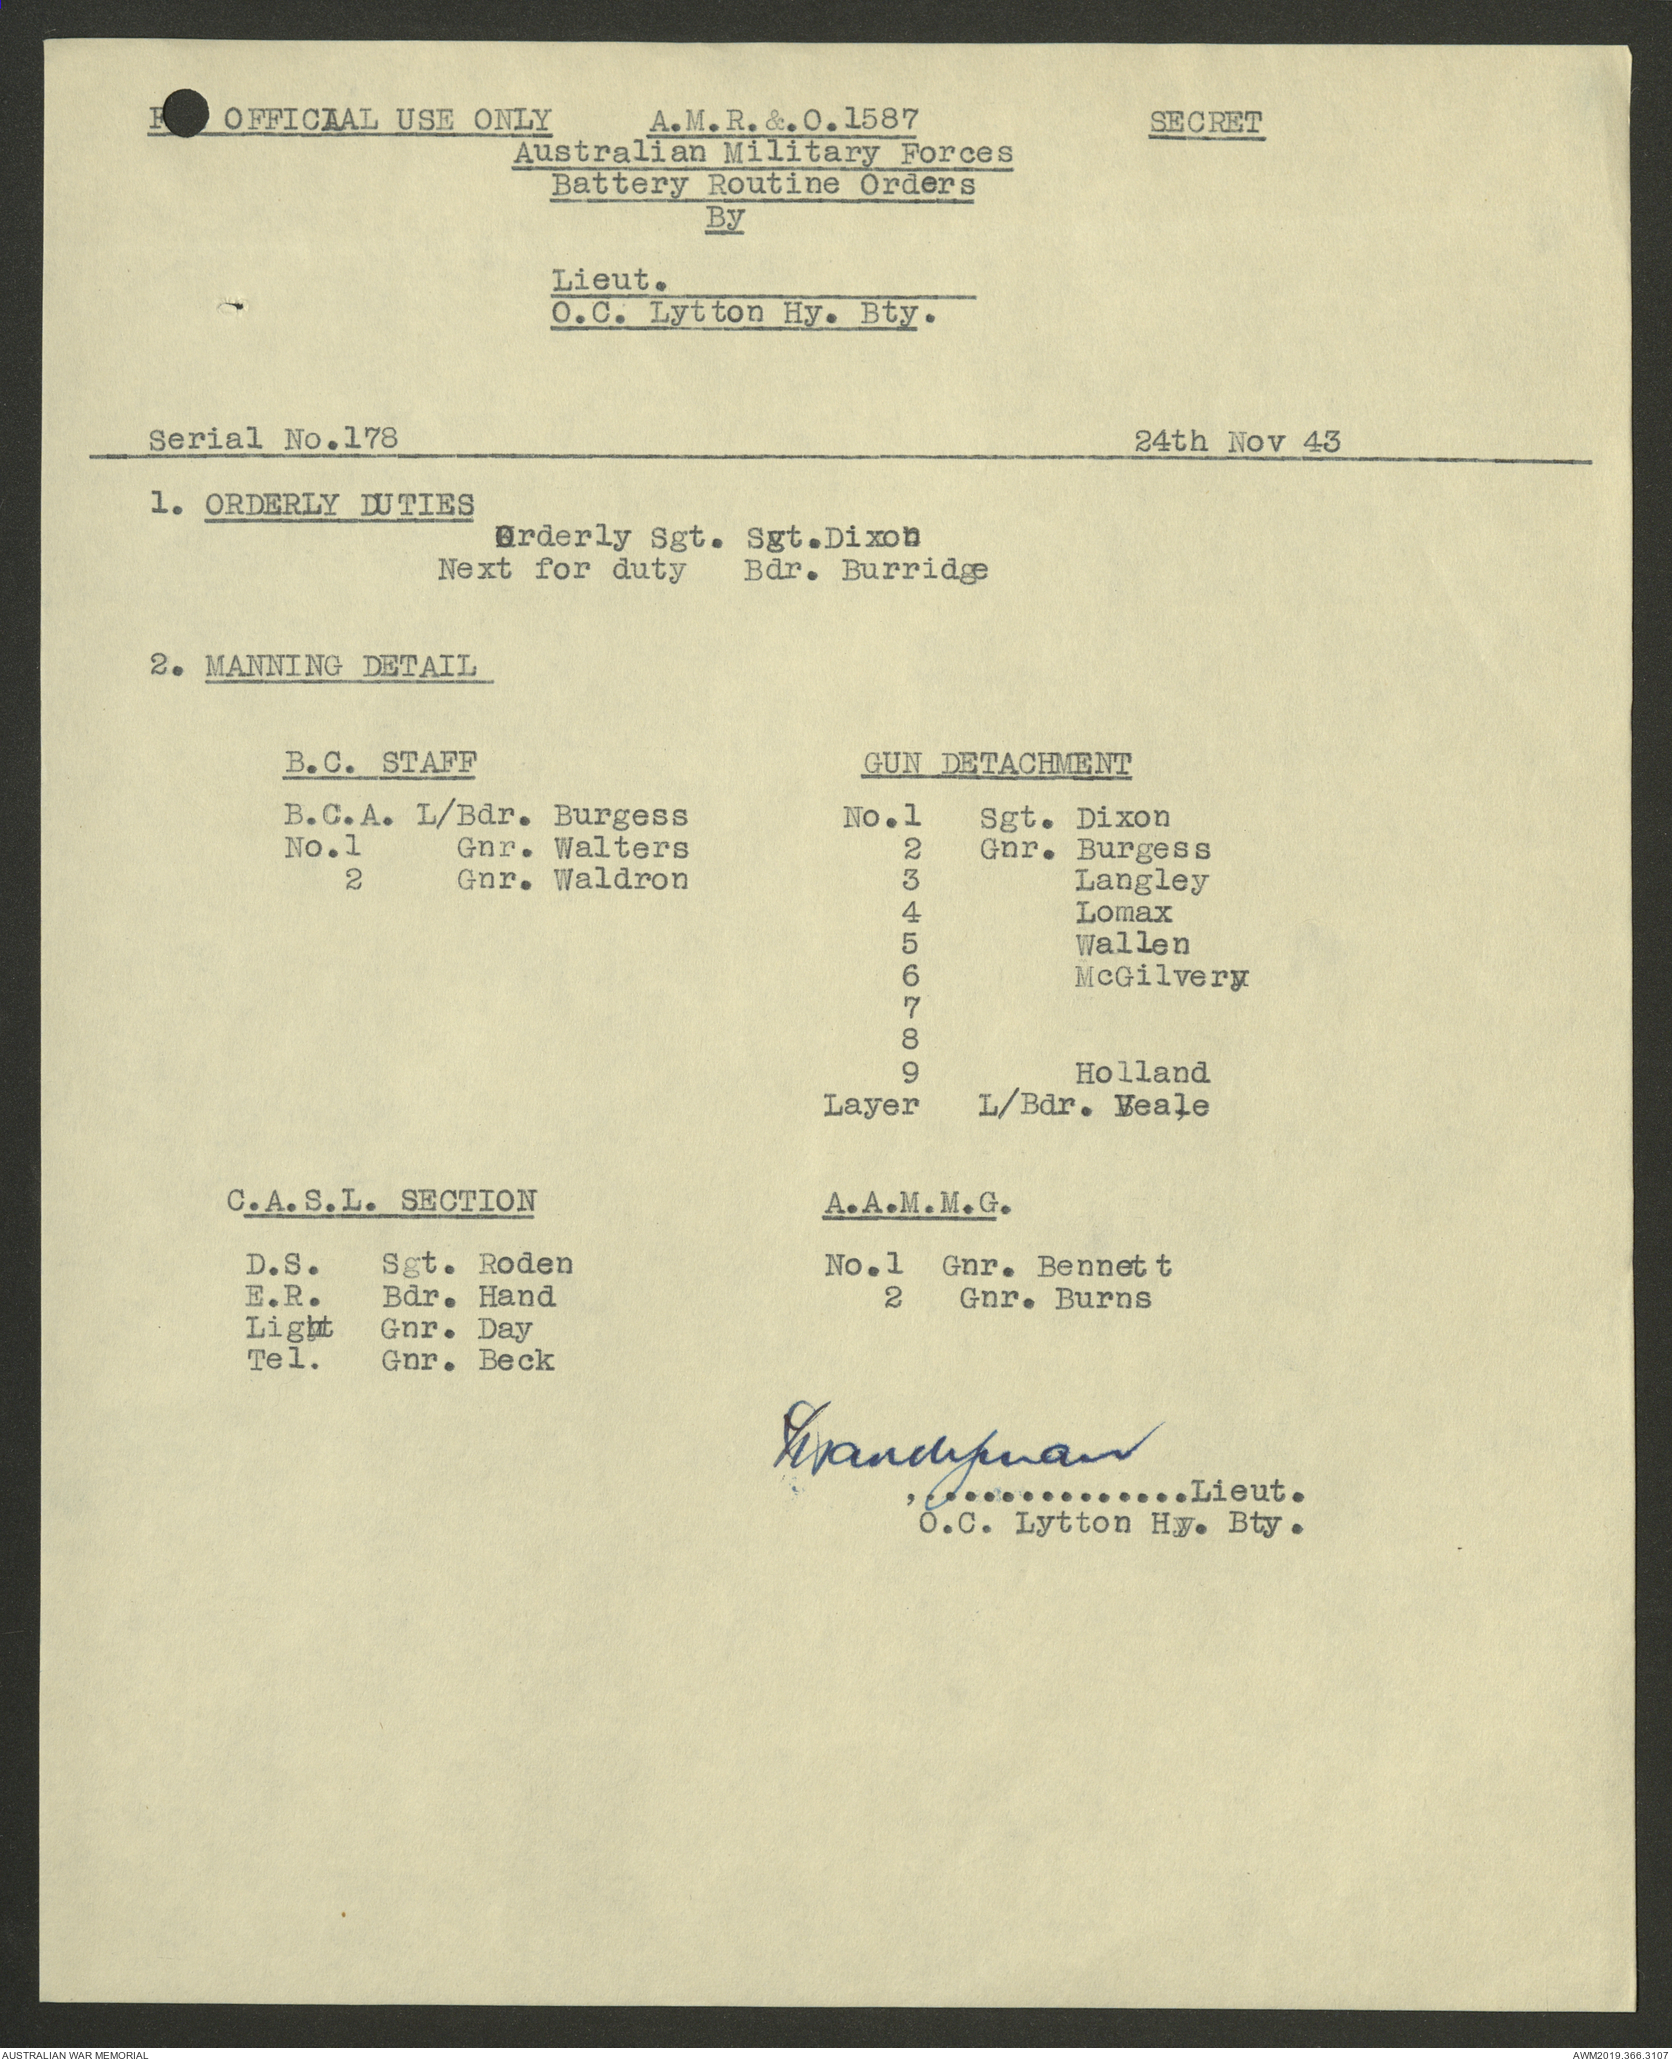 F OFFICIAL USE ONLY A.M.R.&.O.1587 SECRET
Australian Military Forces
Battery Routine Orders
By
Lieut.
O.C. Lytton Hy. Bty.
Serial No.178 24th Nov 43
1. ORDERLY DUTIES
Orderly Sgt. Sgt.Dixon
Next for duty Bdr. Burridge
2. MANNING DETAIL
B.C. STAFF
B.C.A. L/Bdr. Burgess
No.1 Gnr. Walters
2 Gnr. Waldron
GUN DETACHMENT
No.1 Sgt. Dixon
2 Gnr. Burgess
3 Langley
4 Lomax
5 Wallen
6 McGilvery
7
8
9 Holland
Layer L/Bdr. Veale
C.A.S.L. SECTION
D.S. Sgt. Roden
E.R. Bdr. Hand
Light Gnr. Day
Tel. Gnr. Beck
A.A.M.M.G.
No.1 Gnr. Bennett
2 Gnr. Burns
,..............Lieut.
O.C. Lytton Hy. Bty.
AUSTRALIAN WAR MEMORIAL AWM2019.366.3107